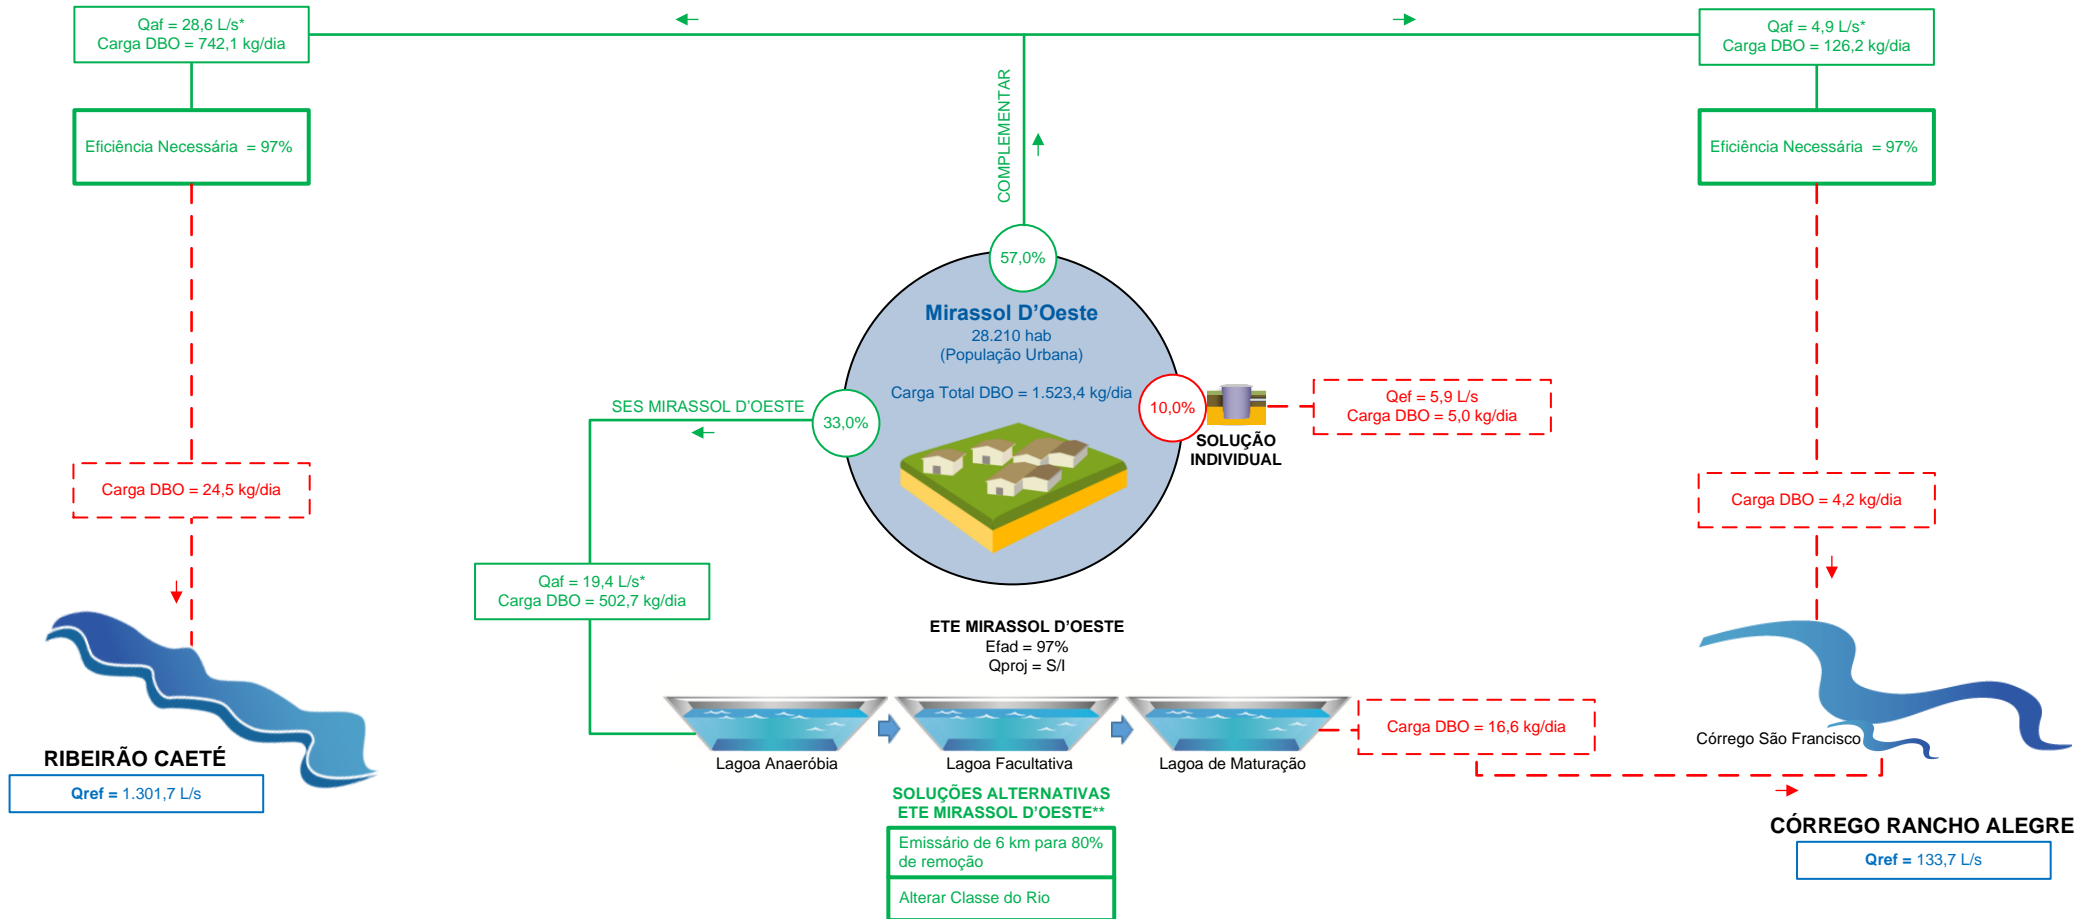 Qaf = 28,6 L/s*
Carga DBO = 742,1 kg/dia
Qaf = 4,9 L/s*
Carga DBO = 126,2 kg/dia
Eficiência Necessária = 97%
COMPLEMENTAR
Eficiência Necessária = 97%
57,0%
Mirassol D'Oeste
28.210 hab
(População Urbana)
Carga Total DBO = 1.523,4 kg/dia
SES MIRASSOL D'OESTE
33,0%
10,0%
SOLUÇÃO
INDIVIDUAL
Qef = 5,9 L/s
Carga DBO = 5,0 kg/dia
Carga DBO = 24,5 kg/dia
Carga DBO = 4,2 kg/dia
Qaf = 19,4 L/s*
Carga DBO = 502,7 kg/dia
ETE MIRASSOL D'OESTE
Efad = 97%
Qproj = S/I
Lagoa Anaeróbia
Lagoa Facultativa
Lagoa de Maturação
Carga DBO = 16,6 kg/dia
Córrego São Francisco
RIBEIRÃO CAETÉ
Qref = 1.301,7 L/s
SOLUÇÕES ALTERNATIVAS
ETE MIRASSOL D'OESTE**
Emissário de 6 km para 80%
de remoção
Alterar Classe do Rio
CÓRREGO RANCHO ALEGRE
Qref = 133,7 L/s